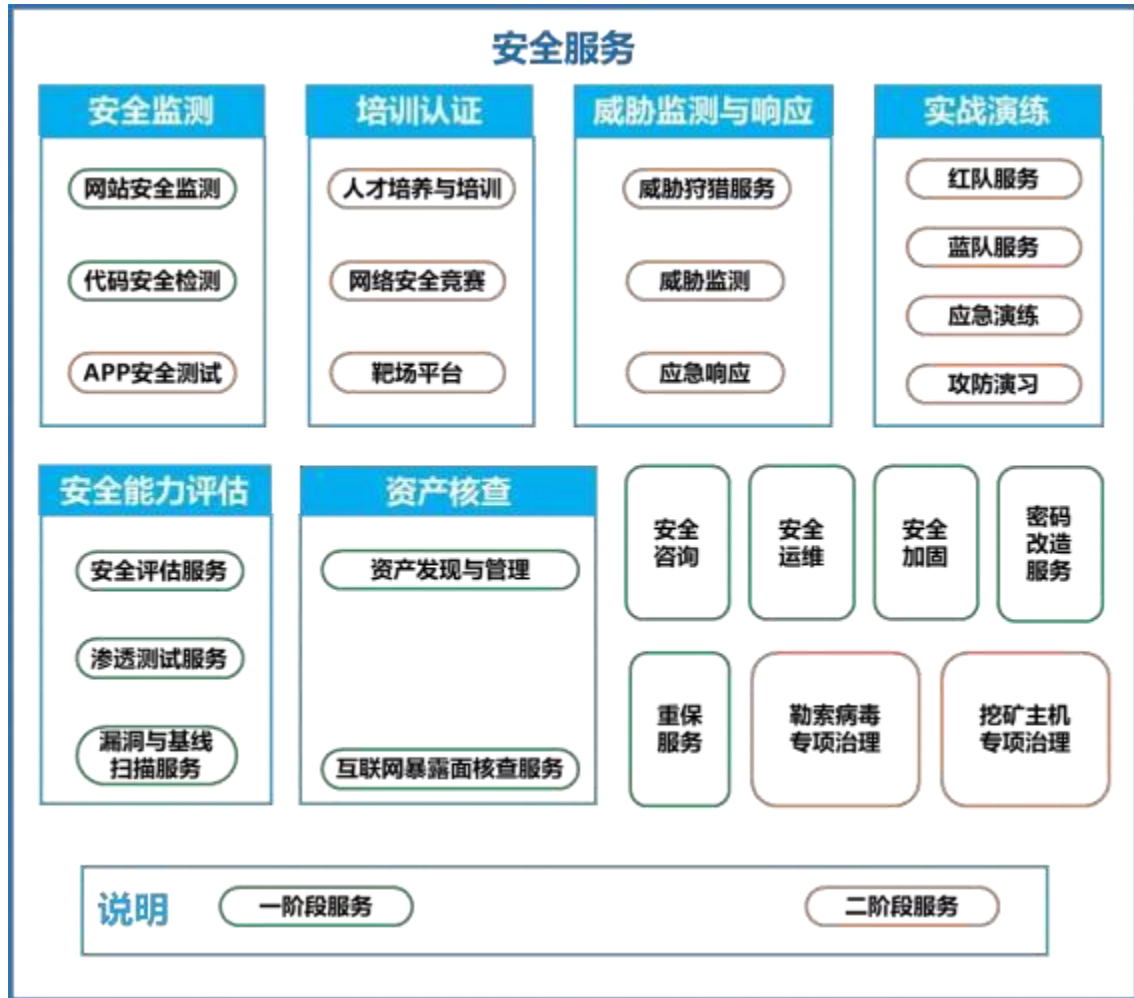 安全服务
安全监测
网站安全监测
代码安全检测
APP安全测试
培训认证
人才培养与培训
网络安全竞赛
靶场平台
威胁监测与响应
威胁狩猎服务
威胁监测
应急响应
实战演练
红队服务
蓝队服务
应急演练
攻防演习
安全能力评估
安全评估服务
渗透测试服务
漏洞与基线
扫描服务
资产核查
资产发现与管理
互联网暴露面核查服务
安全
咨询
安全
运维
安全
加固
密码
改造
服务
重保
服务
勒索病毒
专项治理
挖矿主机
专项治理
说明
一阶段服务
二阶段服务